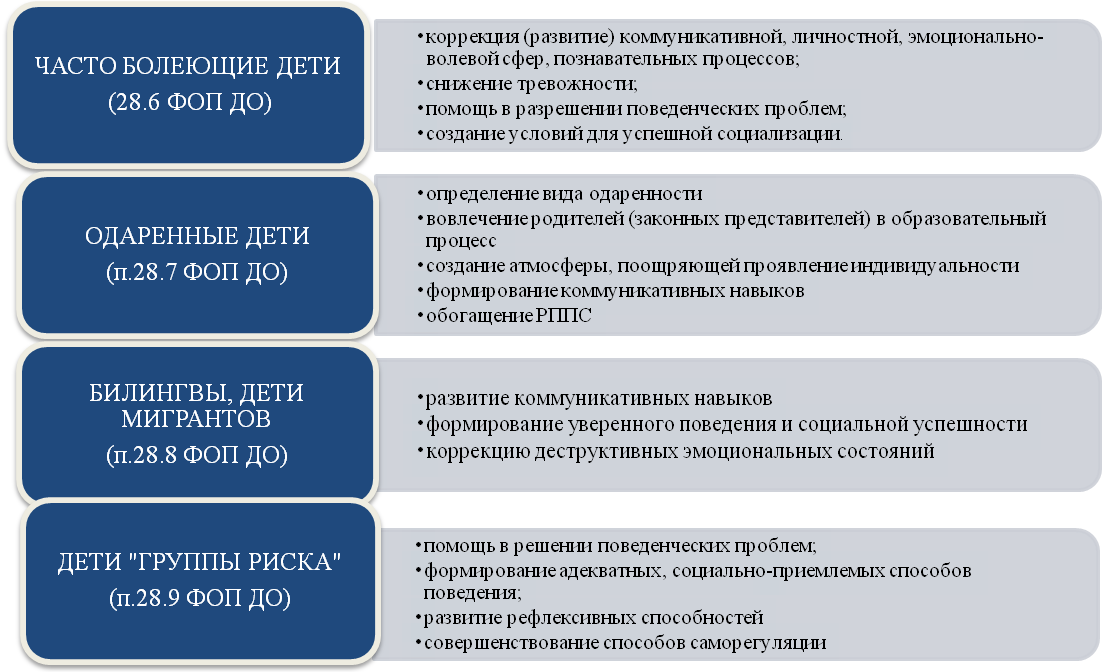 ЧАСТО БОЛЕЮЩИЕ ДЕТИ
(28.6 ФОП ДО)
•коррекция (развитие) коммуникативной, личностной, эмоционально-
волевой сфер, познавательных процессов;
•снижение тревожности;
•помощь в разрешении поведенческих проблем;
•создание условий для успешной социализации.
ОДАРЕННЫЕ ДЕТИ
(п.28.7 ФОП ДО)
•определение вида одаренности
•вовлечение родителей (законных представителей) в образовательный
процесс
•создание атмосферы, поощряющей проявление индивидуальности
•формирование коммуникативных навыков
•обогащение РППС
БИЛИНГВЫ, ДЕТИ
МИГРАНТОВ
(п.28.8 ФОП ДО)
•развитие коммуникативных навыков
•формирование уверенного поведения и социальной успешности
•коррекцию деструктивных эмоциональных состояний
ДЕТИ "ГРУППЫ РИСКА"
(п.28.9 ФОП ДО)
•помощь в решении поведенческих проблем;
•формирование адекватных, социально-приемлемых способов
поведения;
•развитие рефлексивных способностей
•совершенствование способов саморегуляции